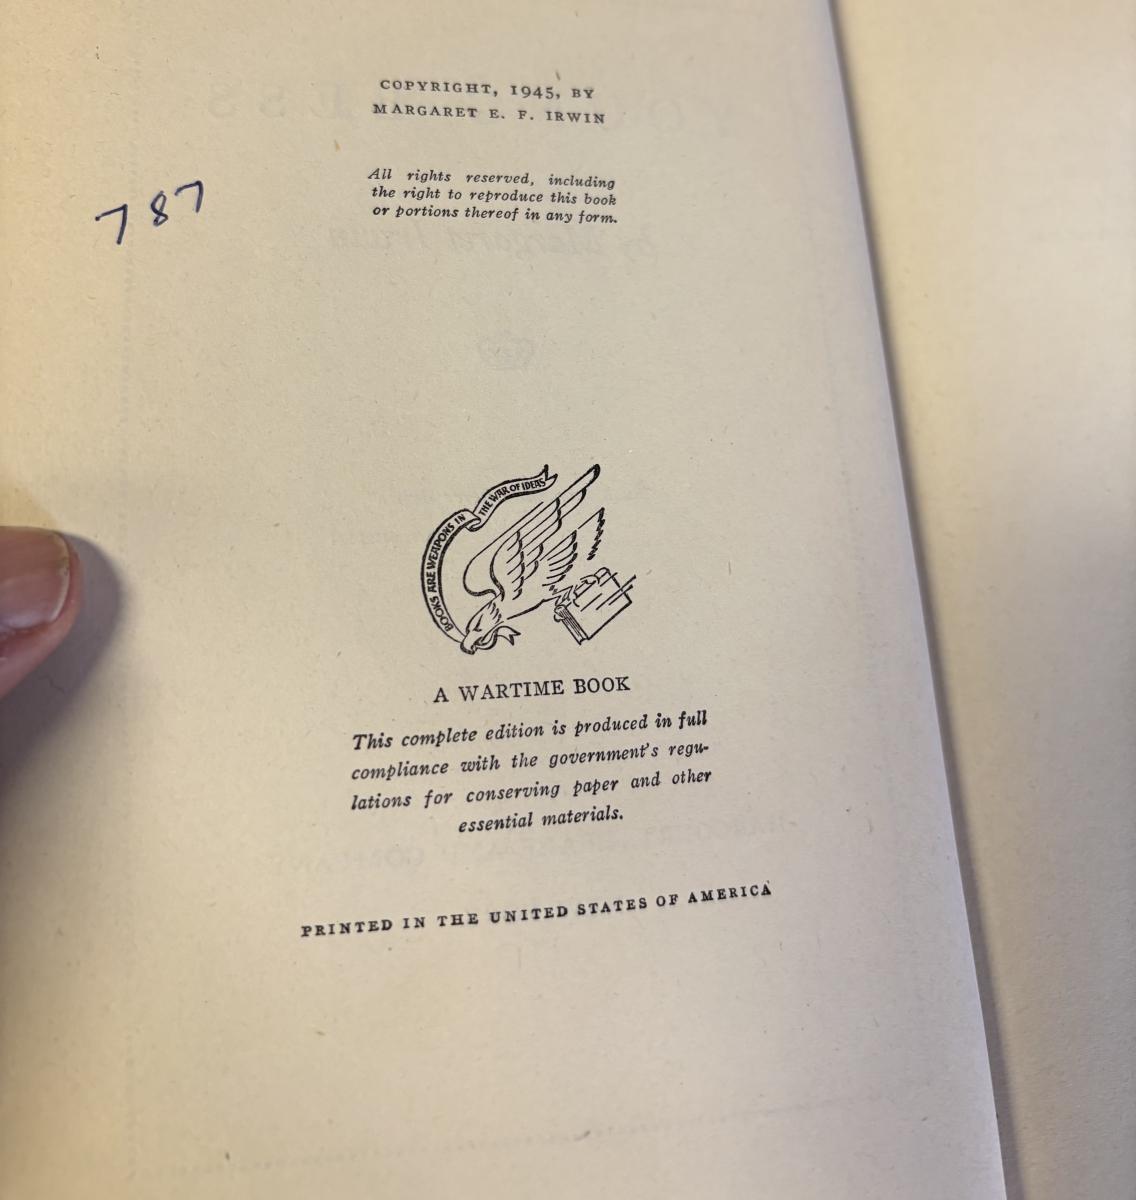 COPYRIGHT, 1945, BY
MARGARET E. F. IRWIN
All rights reserved, including
the right to reproduce this book
or portions thereof in any form.
787
BOOKS ARE WEAPONS IN THE WAR OF IDEAS
A WARTIME BOOK
This complete edition is produced in full
compliance with the government's regu-
lations for conserving paper and other
essential materials.
PRINTED IN THE UNITED STATES OF AMERICA